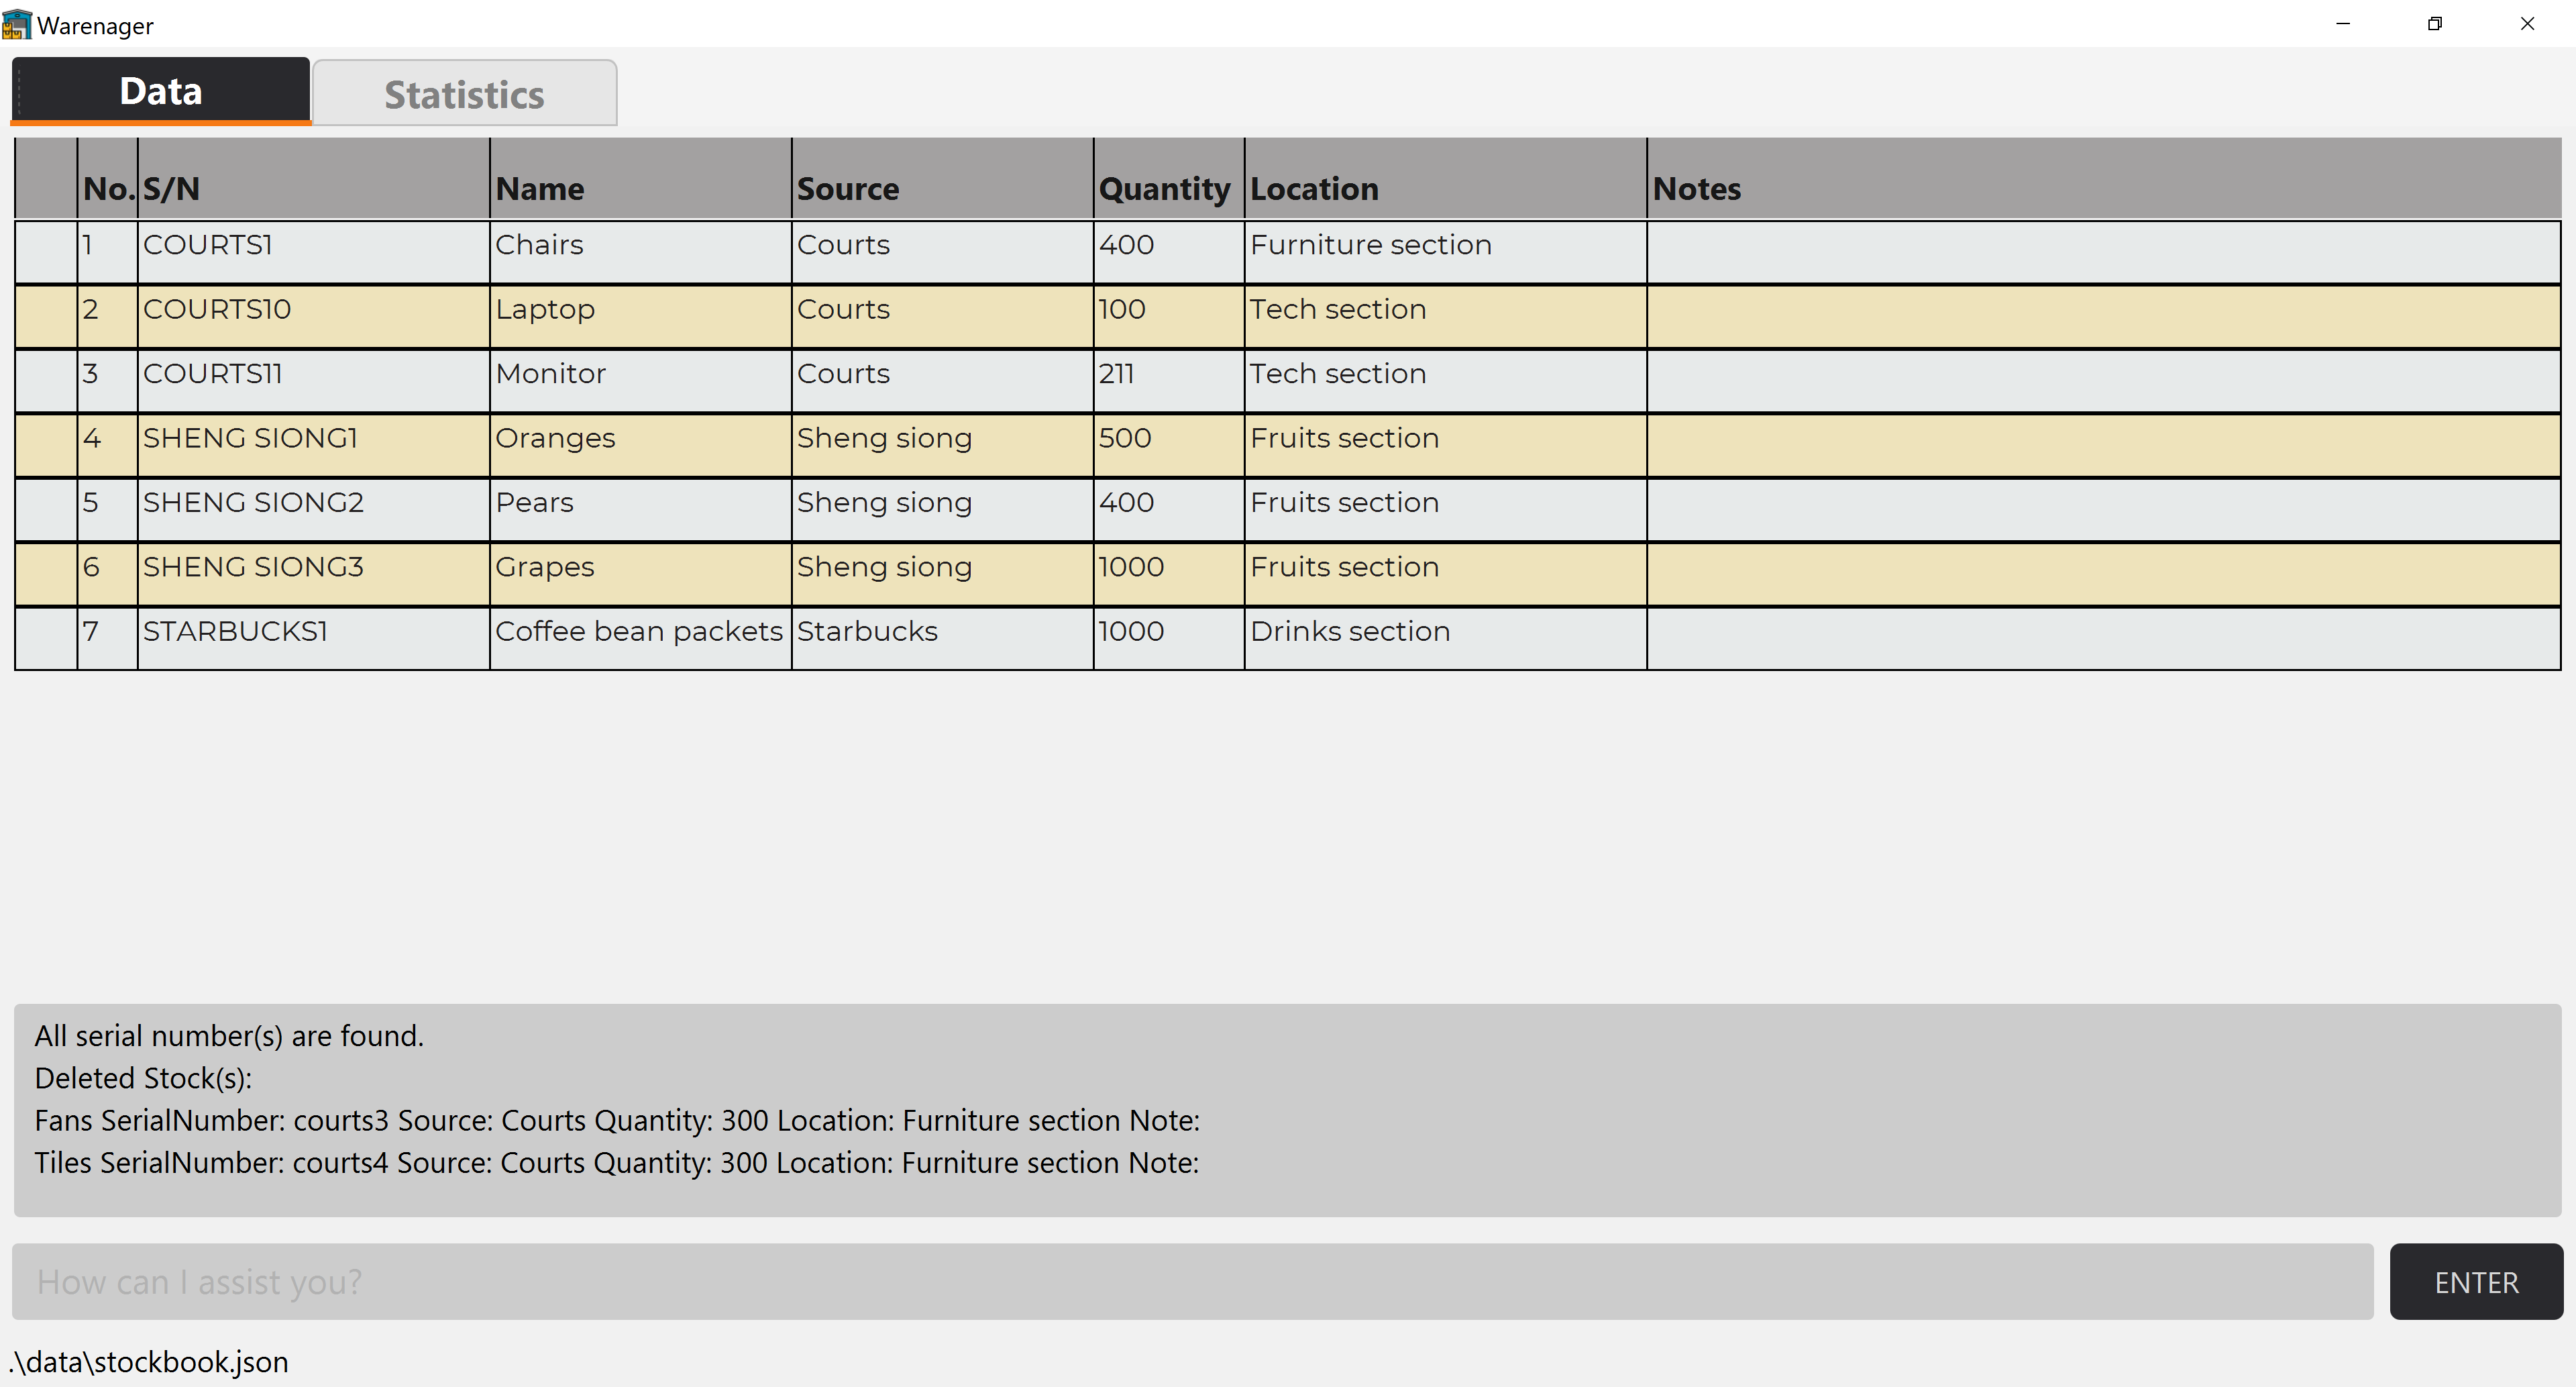 Warenager
Data Statistics
No. S/N Name Source Quantity Location Notes
1 COURTS1 Chairs Courts 400 Furniture section
2 COURTS10 Laptop Courts 100 Tech section
3 COURTS11 Monitor Courts 211 Tech section
4 SHENG SIONG1 Oranges Sheng siong 500 Fruits section
5 SHENG SIONG2 Pears Sheng siong 400 Fruits section
6 SHENG SIONG3 Grapes Sheng siong 1000 Fruits section
7 STARBUCKS1 Coffee bean packets Starbucks 1000 Drinks section
All serial number(s) are found.
Deleted Stock(s):
Fans SerialNumber: courts3 Source: Courts Quantity: 300 Location: Furniture section Note:
Tiles SerialNumber: courts4 Source: Courts Quantity: 300 Location: Furniture section Note:
How can I assist you? ENTER
.\data\stockbook.json